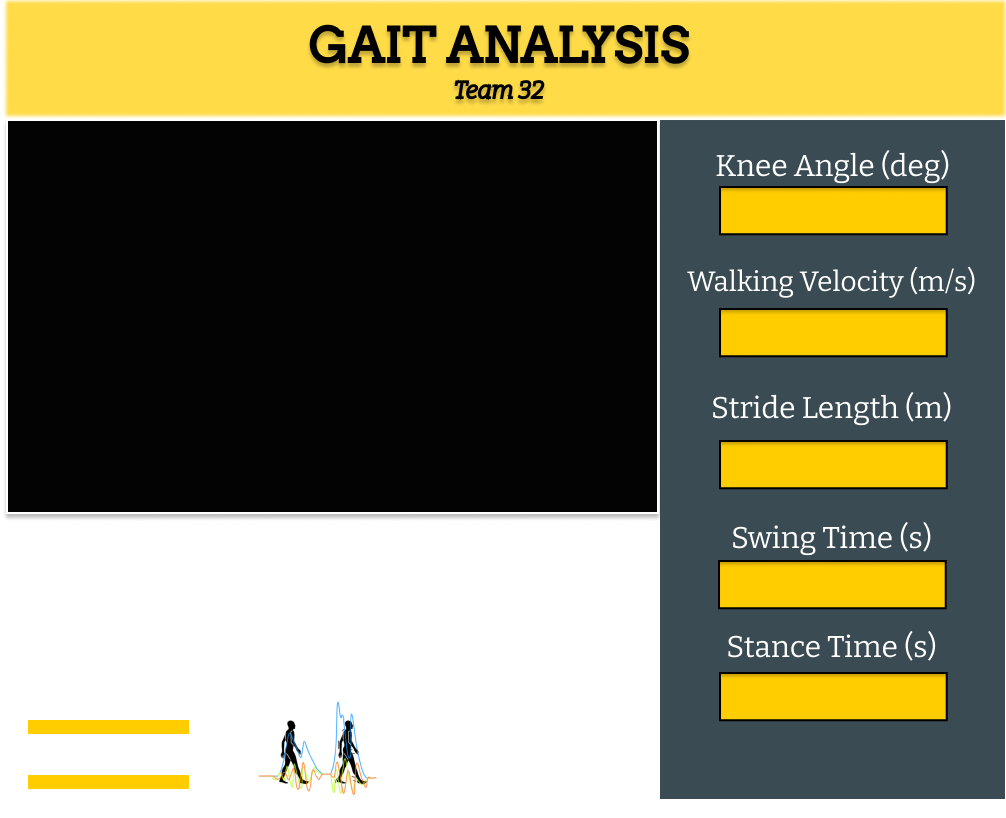 GAIT ANALYSIS
Team 32
Knee Angle (deg)
Walking Velocity (m/s)
Stride Length (m)
Swing Time (s)
Stance Time (s)